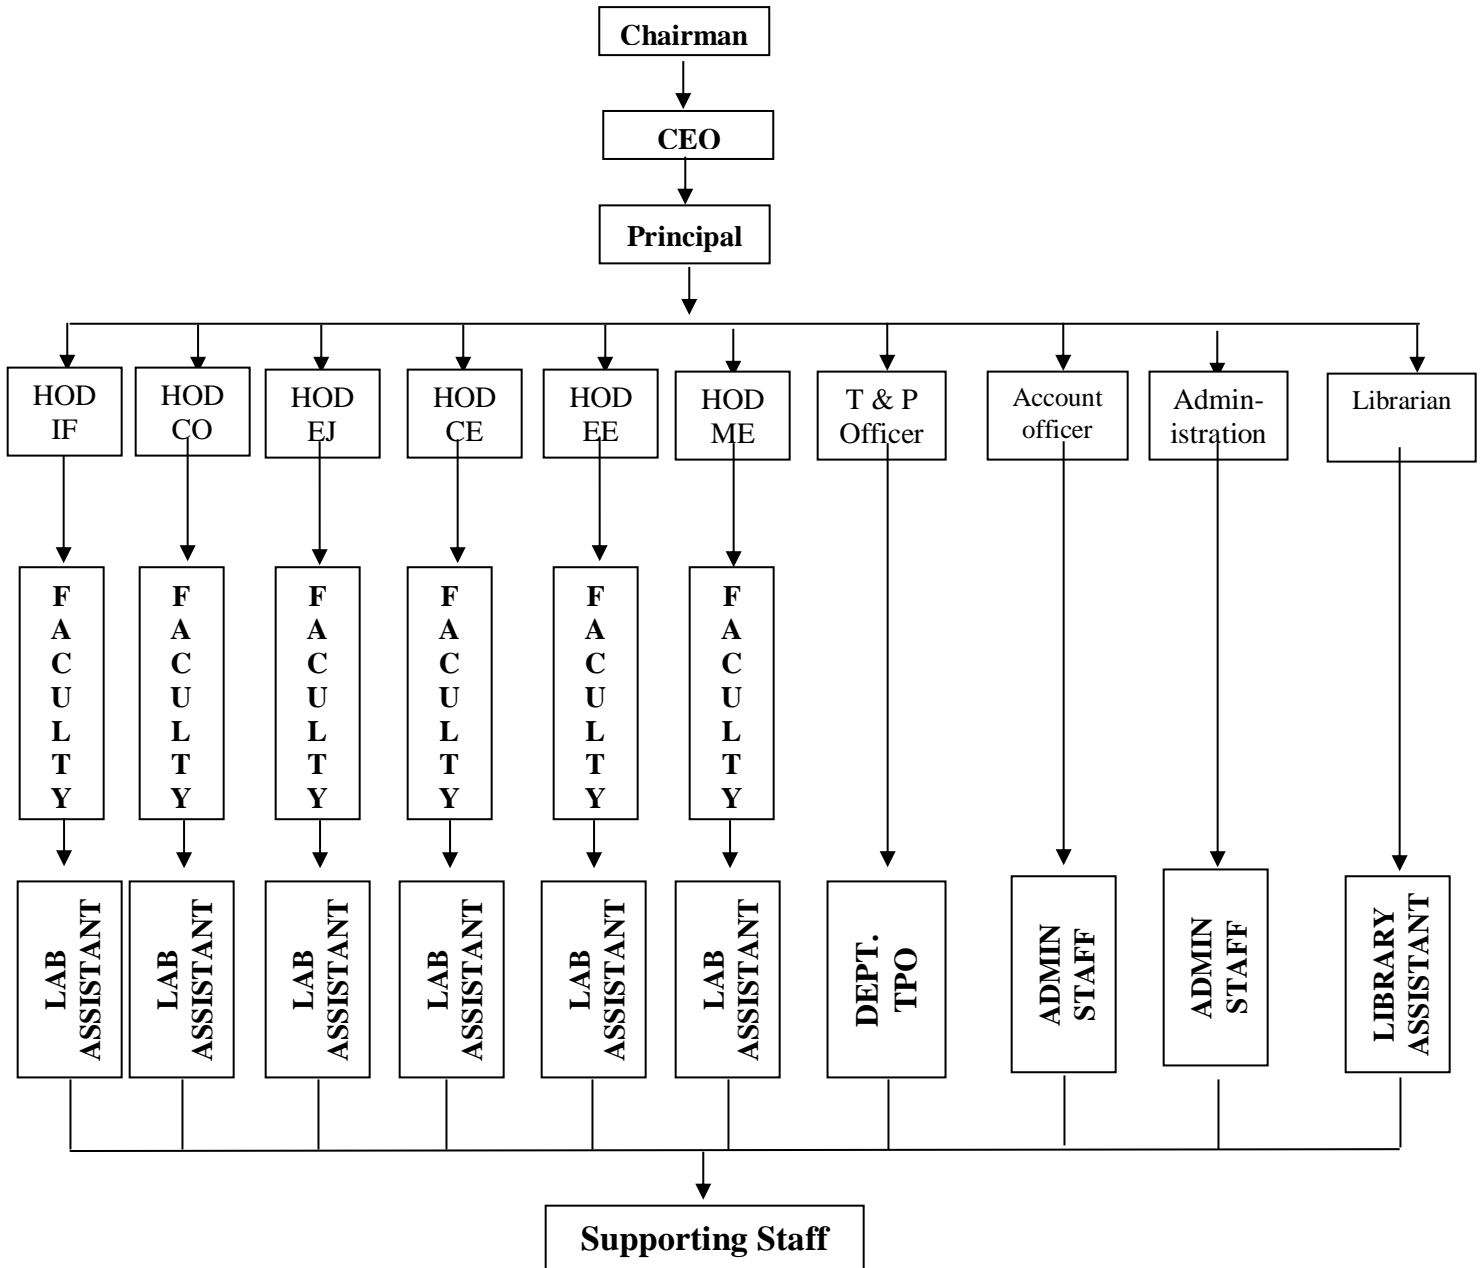 Chairman
CEO
Principal
HOD
IF
HOD
CO
HOD
EJ
HOD
CE
HOD
EE
HOD
ME
T & P
Officer
Account
officer
Admin-
istration
Librarian
FACULTY
FACULTY
FACULTY
FACULTY
FACULTY
FACULTY
LAB
ASSISTANT
LAB
ASSISTANT
LAB
ASSISTANT
LAB
ASSISTANT
LAB
ASSISTANT
LAB
ASSISTANT
DEPT.
TPO
ADMIN
STAFF
ADMIN
STAFF
LIBRARY
ASSISTANT
Supporting Staff